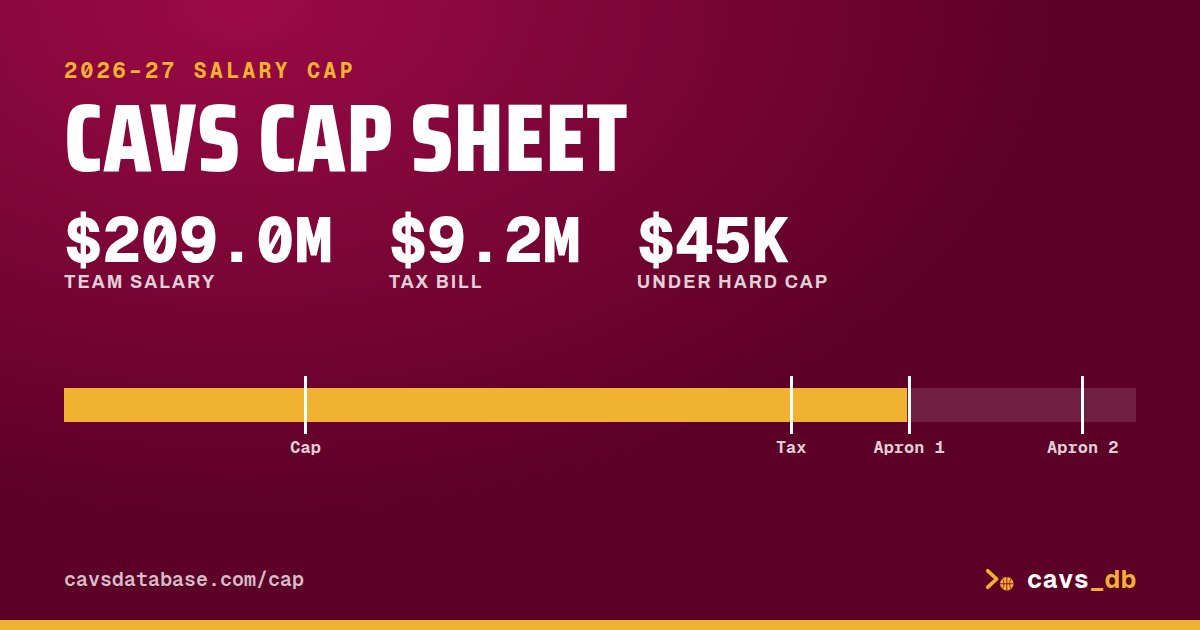 2026-27 SALARY CAP
CAVS CAP SHEET
$209.0M $9.2M $45K
TEAM SALARY TAX BILL UNDER HARD CAP
Cap Tax Apron 1 Apron 2
cavsdatabase.com/cap cavs_db